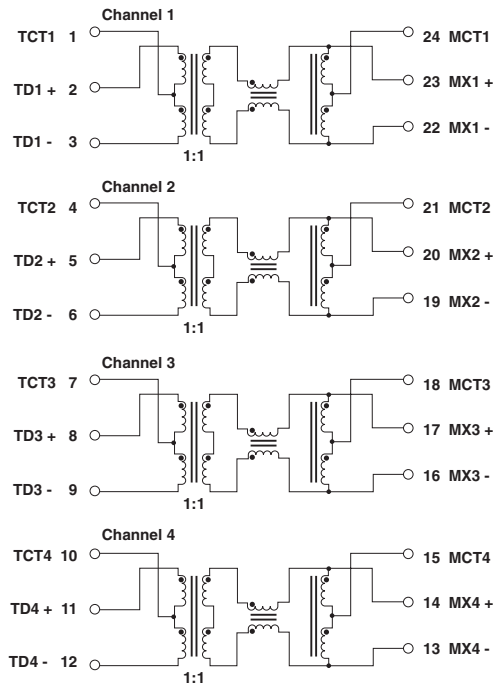 Channel 1
TCT1 1
24 MCT1
TD1 + 2
23 MX1 +
TD1 - 3
22 MX1 -
1:1
Channel 2
TCT2 4
21 MCT2
TD2 + 5
20 MX2 +
TD2 - 6
19 MX2 -
1:1
Channel 3
TCT3 7
18 MCT3
TD3 + 8
17 MX3 +
TD3 - 9
16 MX3 -
1:1
Channel 4
TCT4 10
15 MCT4
TD4 + 11
14 MX4 +
TD4 - 12
13 MX4 -
1:1